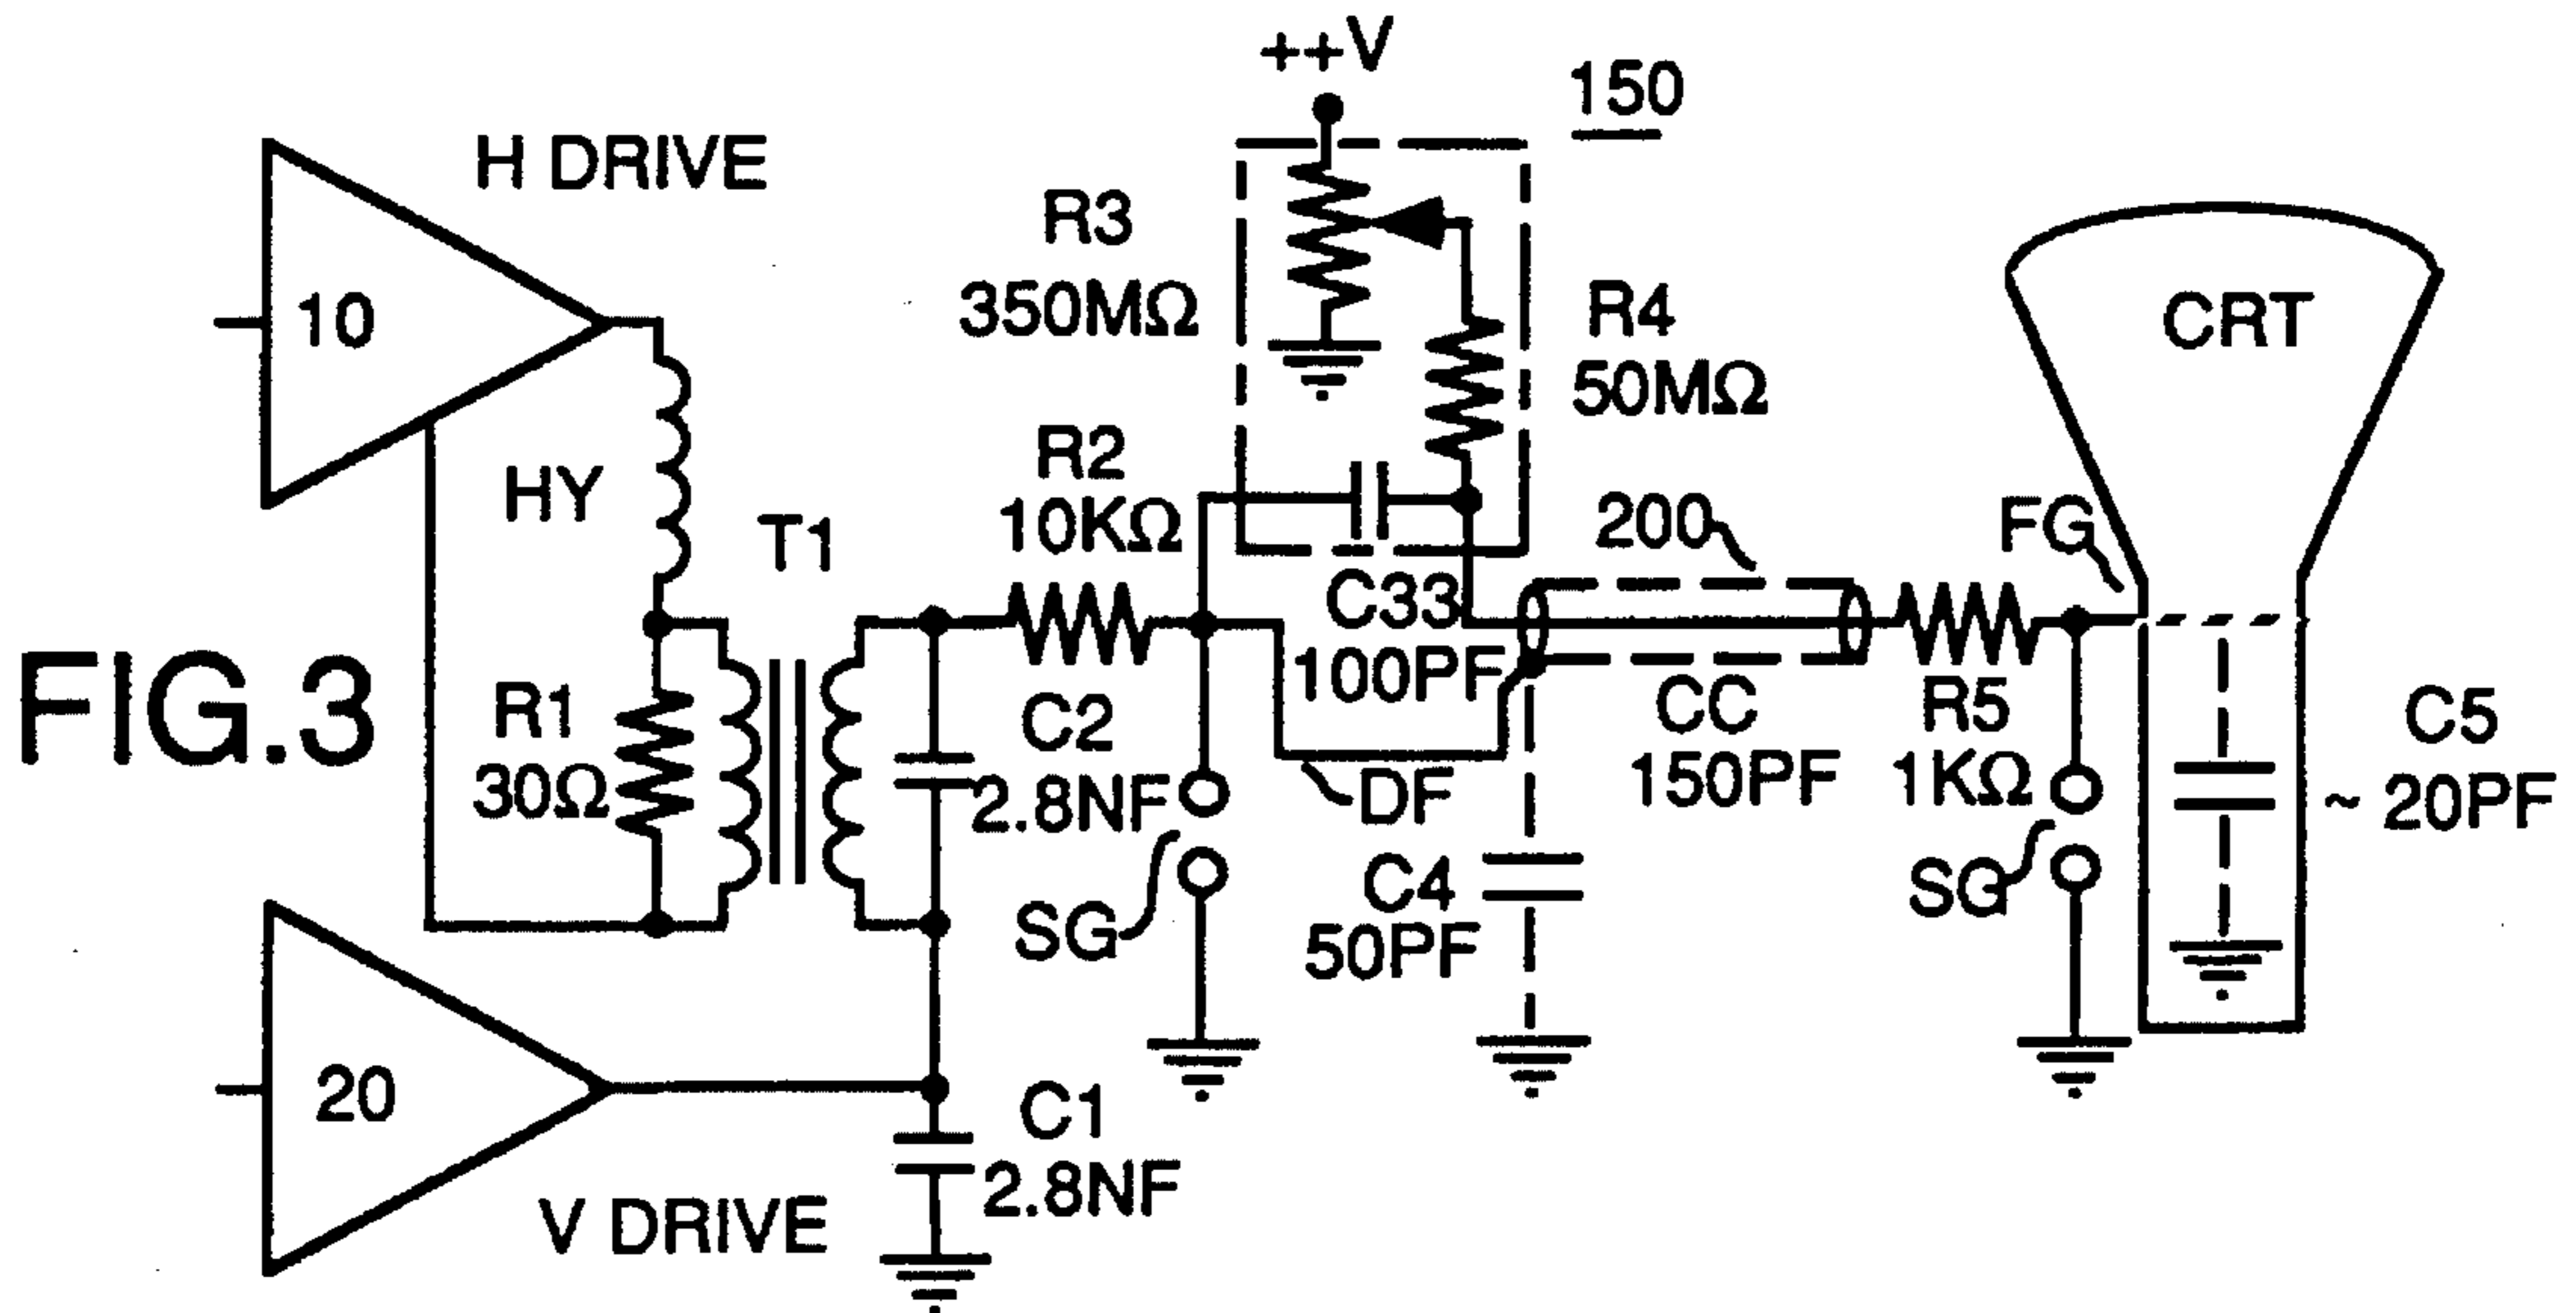 ++V
150
H DRIVE
R3
350MΩ
10
R4
50MΩ
CRT
HY
R2
10KΩ
T1
200
FG
C33
100PF
FIG.3
R1
30Ω
C2
2.8NF
CC
150PF
R5
1KΩ
C5
~ 20PF
DF
SG
C4
50PF
SG
20
C1
2.8NF
V DRIVE